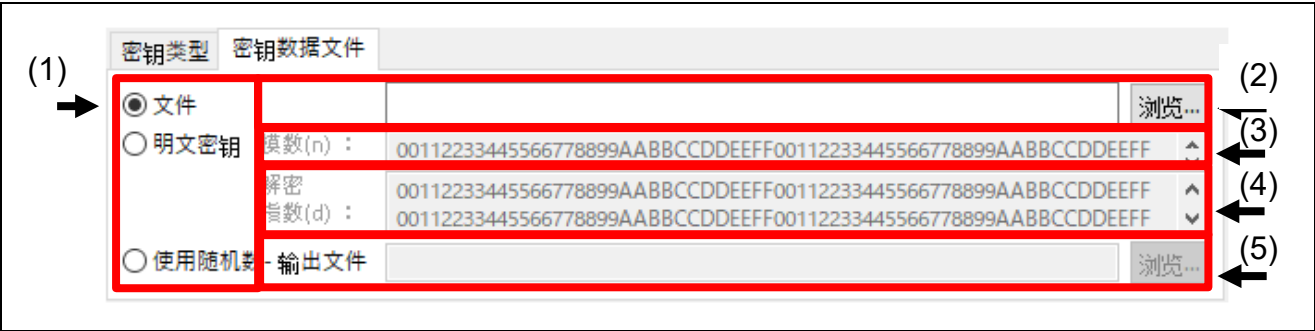 密钥类型 密钥数据文件
(1)
文件 浏览... (2)
明文密钥 模数(n) : 00112233445566778899AABBCCDDEEFF00112233445566778899AABBCCDDEEFF (3)
解密 00112233445566778899AABBCCDDEEFF00112233445566778899AABBCCDDEEFF (4)
指数(d) : 00112233445566778899AABBCCDDEEFF00112233445566778899AABBCCDDEEFF
使用随机数 - 输出文件 浏览... (5)